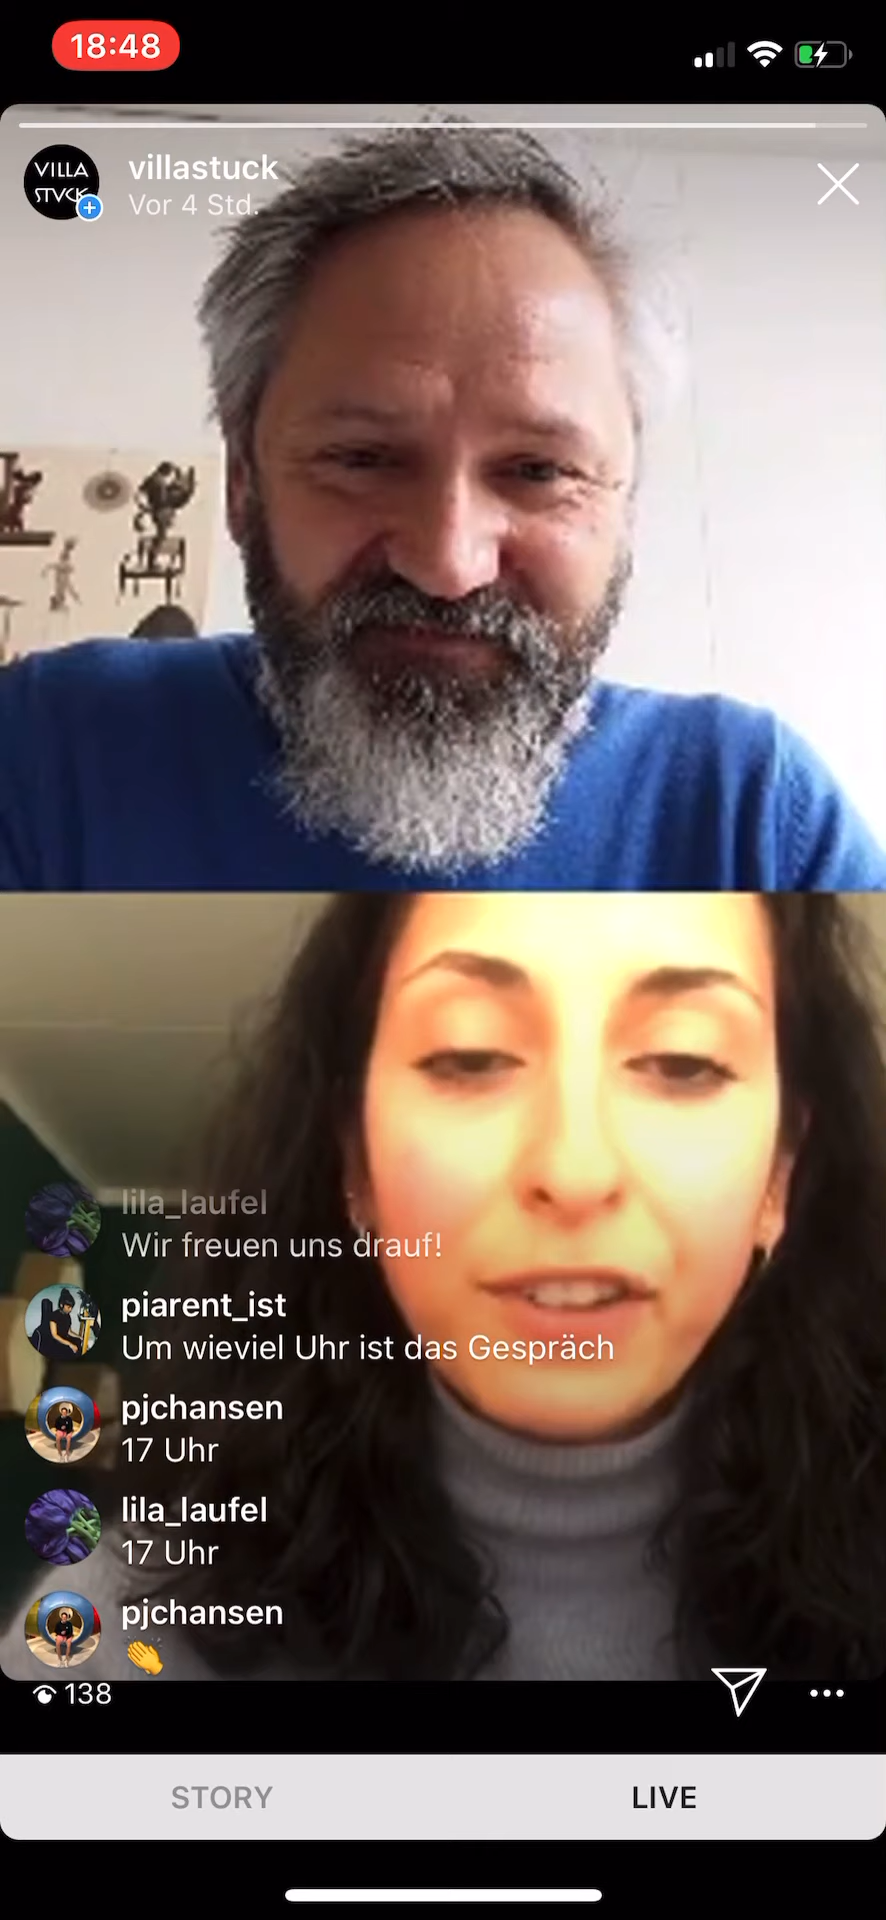 18:48
VILLA
STVCK
villastuck
Vor 4 Std.
lila_laufel
Wir freuen uns drauf!
piarent_ist
Um wieviel Uhr ist das Gespräch
pjchansen
17 Uhr
lila_laufel
17 Uhr
pjchansen
👏
138
STORY
LIVE